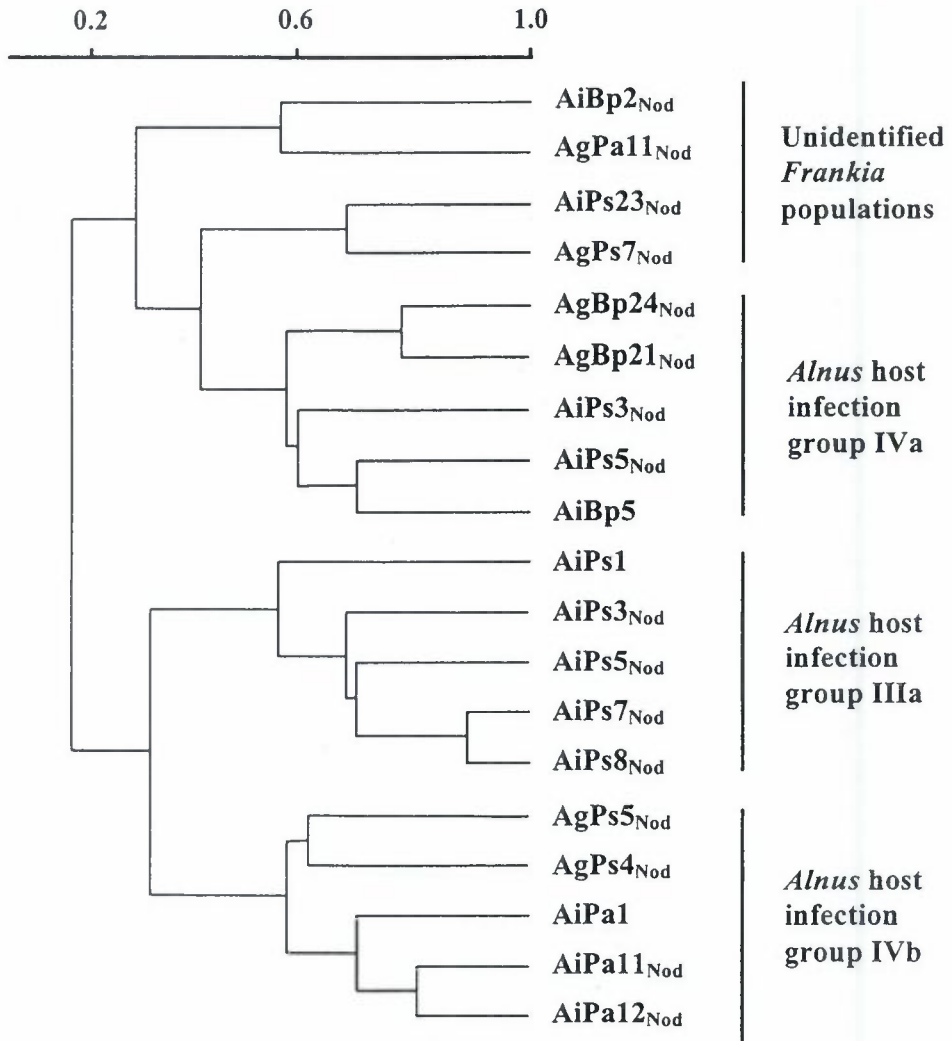 0.2 0.6 1.0
AiBp2Nod
AgPa11Nod
AiPs23Nod
AgPs7Nod
Unidentified
Frankia
populations
AgBp24Nod
AgBp21Nod
AiPs3Nod
AiPs5Nod
AiBp5
Alnus host
infection
group IVa
AiPs1
AiPs3Nod
AiPs5Nod
AiPs7Nod
AiPs8Nod
Alnus host
infection
group IIIa
AgPs5Nod
AgPs4Nod
AiPa1
AiPa11Nod
AiPa12Nod
Alnus host
infection
group IVb